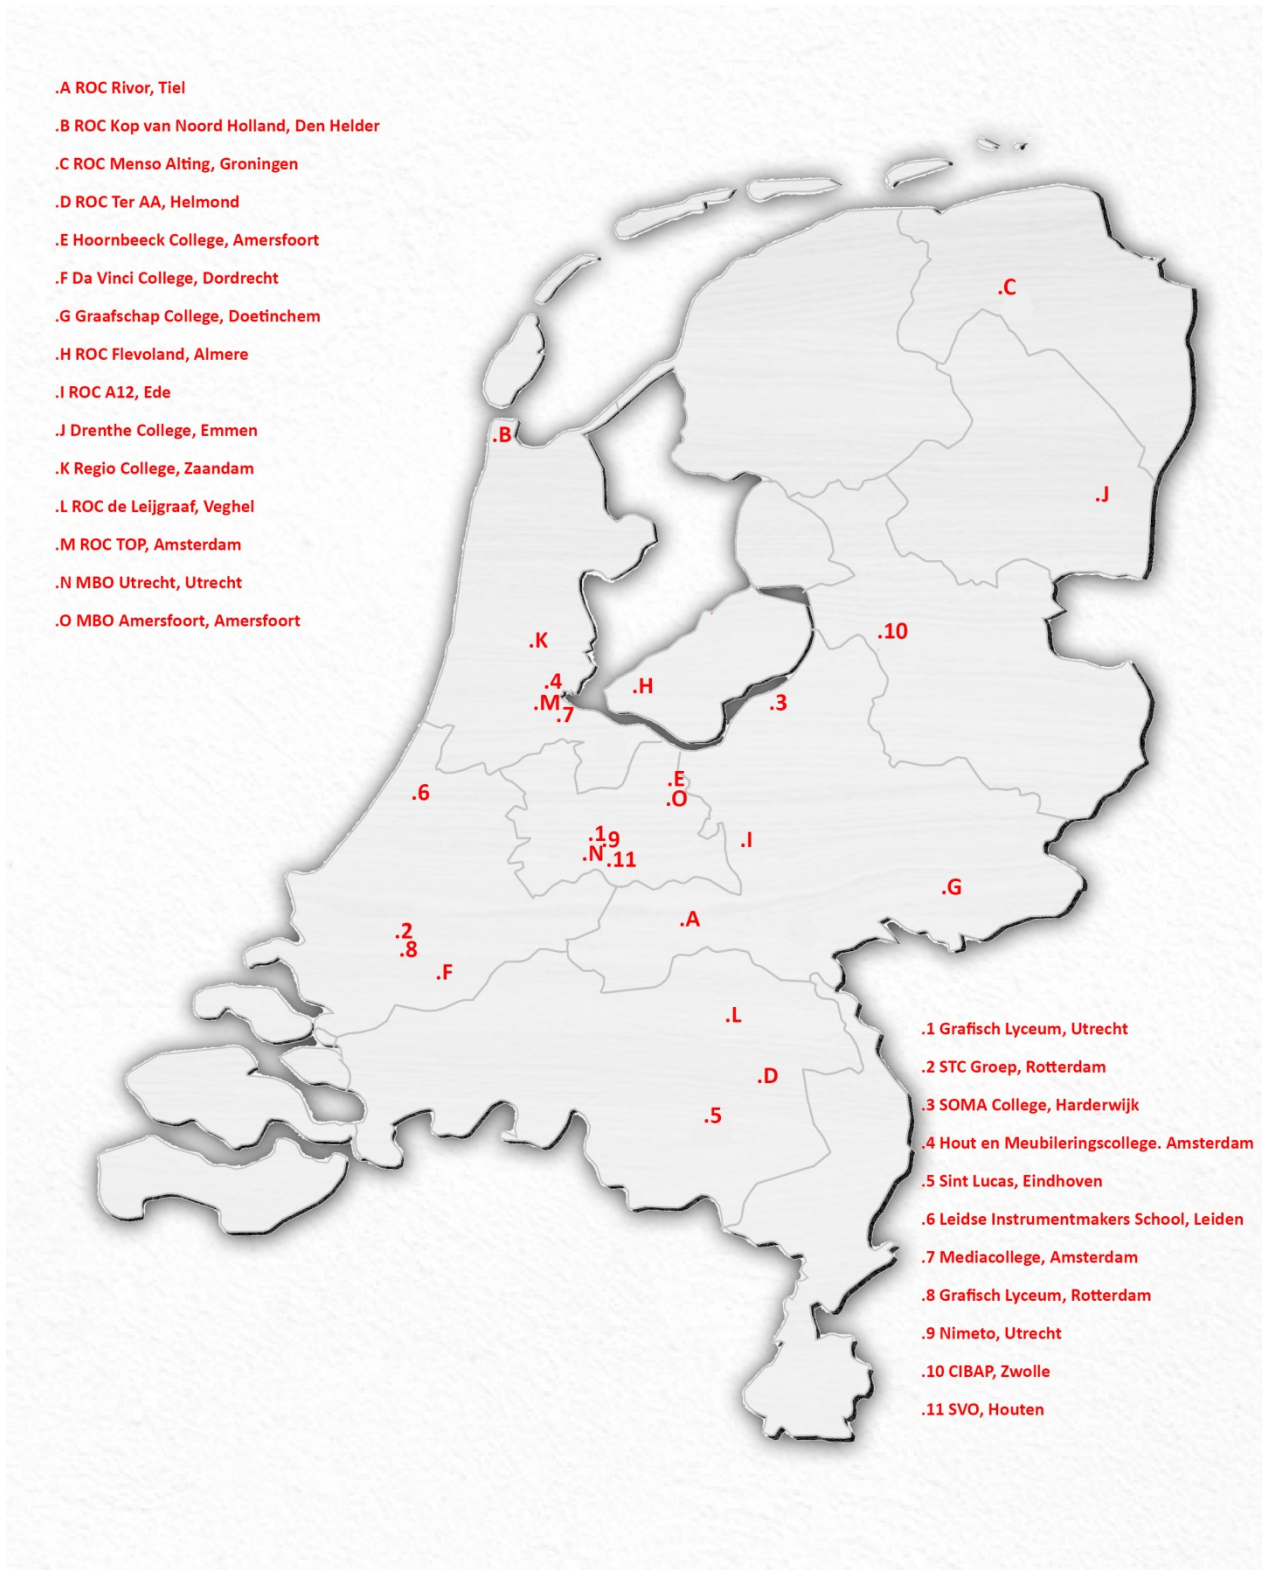 .A ROC Rivor, Tiel
.B ROC Kop van Noord Holland, Den Helder
.C ROC Menso Alting, Groningen
.D ROC Ter AA, Helmond
.E Hoornbeeck College, Amersfoort
.F Da Vinci College, Dordrecht
.G Graafschap College, Doetinchem
.H ROC Flevoland, Almere
.I ROC A12, Ede
.J Drenthe College, Emmen
.K Regio College, Zaandam
.L ROC de Leijgraaf, Veghel
.M ROC TOP, Amsterdam
.N MBO Utrecht, Utrecht
.O MBO Amersfoort, Amersfoort
.C
.B
.J
.10
.K
.4
.H
.M
.3
.7
.E
.6
.O
.1
.9
.I
.N
.11
.G
.A
.2
.8
.F
.L
.D
.5
.1 Grafisch Lyceum, Utrecht
.2 STC Groep, Rotterdam
.3 SOMA College, Harderwijk
.4 Hout en Meubileringscollege. Amsterdam
.5 Sint Lucas, Eindhoven
.6 Leidse Instrumentmakers School, Leiden
.7 Mediacollege, Amsterdam
.8 Grafisch Lyceum, Rotterdam
.9 Nimeto, Utrecht
.10 CIBAP, Zwolle
.11 SVO, Houten